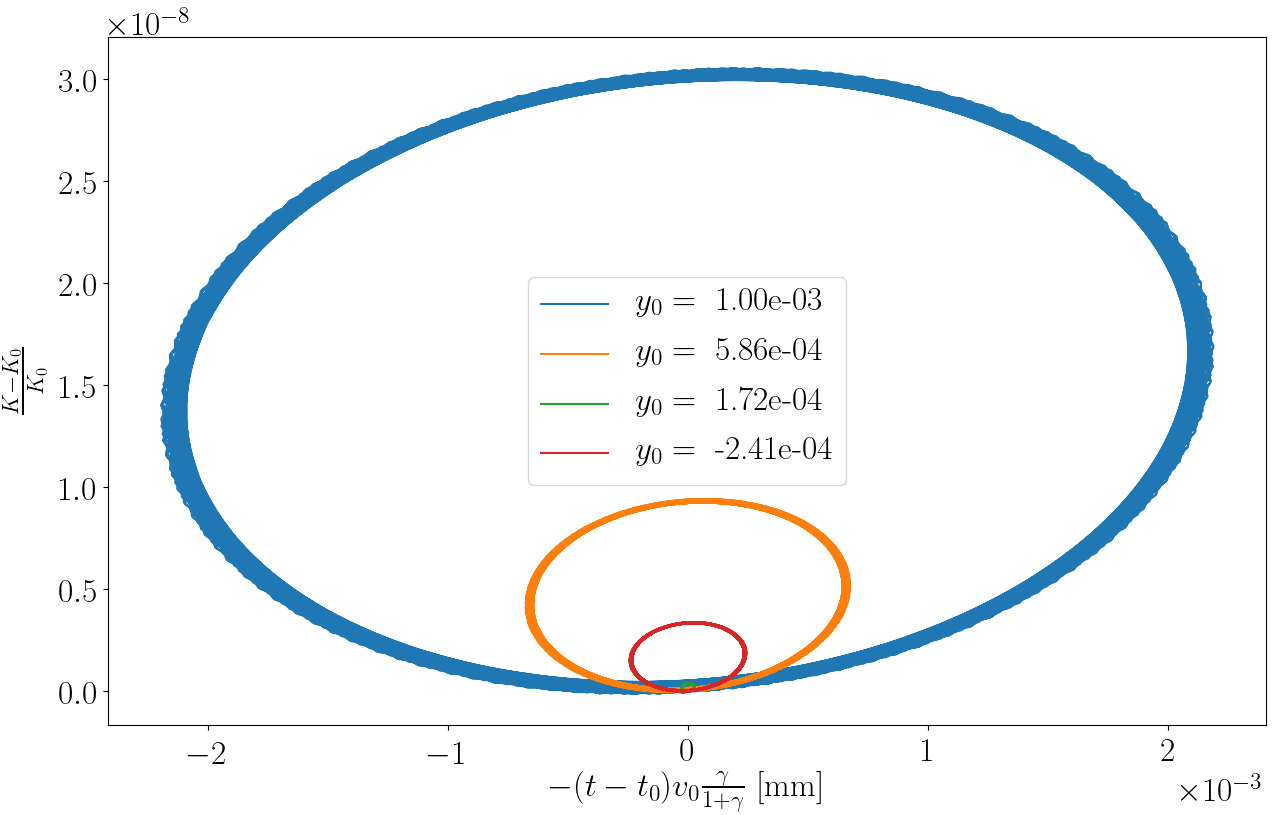 ×10⁻⁸
3.0
2.5
2.0
1.5
1.0
0.5
0.0
(K−K₀)/K₀
y₀ = 1.00e-03
y₀ = 5.86e-04
y₀ = 1.72e-04
y₀ = -2.41e-04
−2 −1 0 1 2
−(t − t₀)v₀ γ/(1+γ) [mm]
×10⁻³